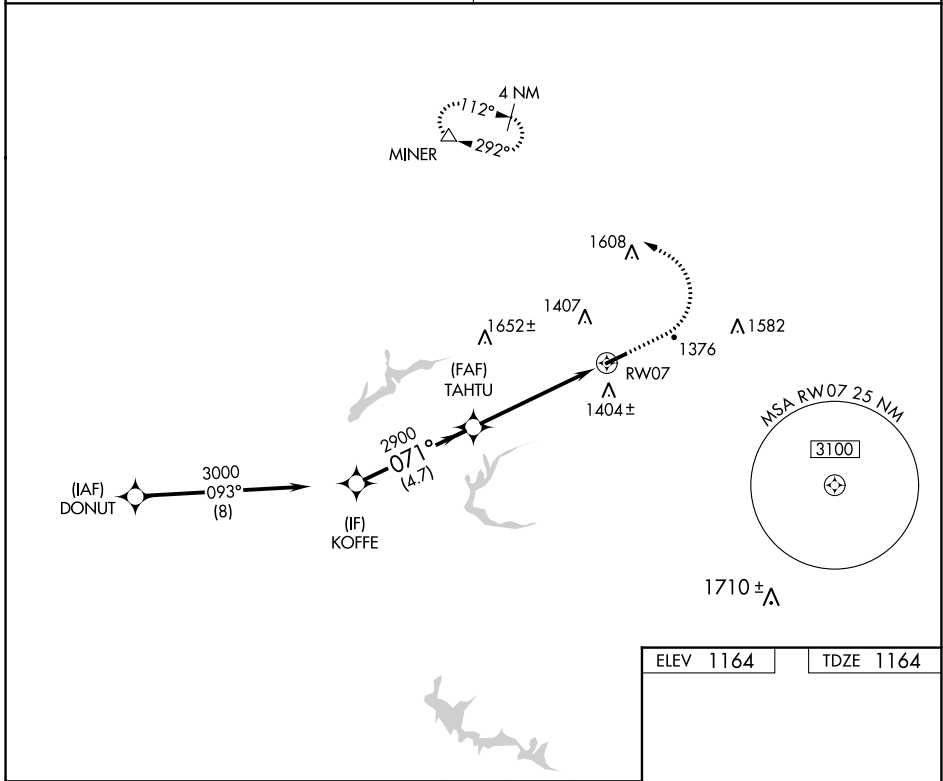 4 NM
112°
292°
MINER
1608
1407
1652±
1582
1376
(FAF)
TAHTU
RW07
1404±
MSA RW07 25 NM
3100
2900
071°
(4.7)
3000
093°
(8)
(IAF)
DONUT
(IF)
KOFFE
1710 ±
ELEV 1164
TDZE 1164